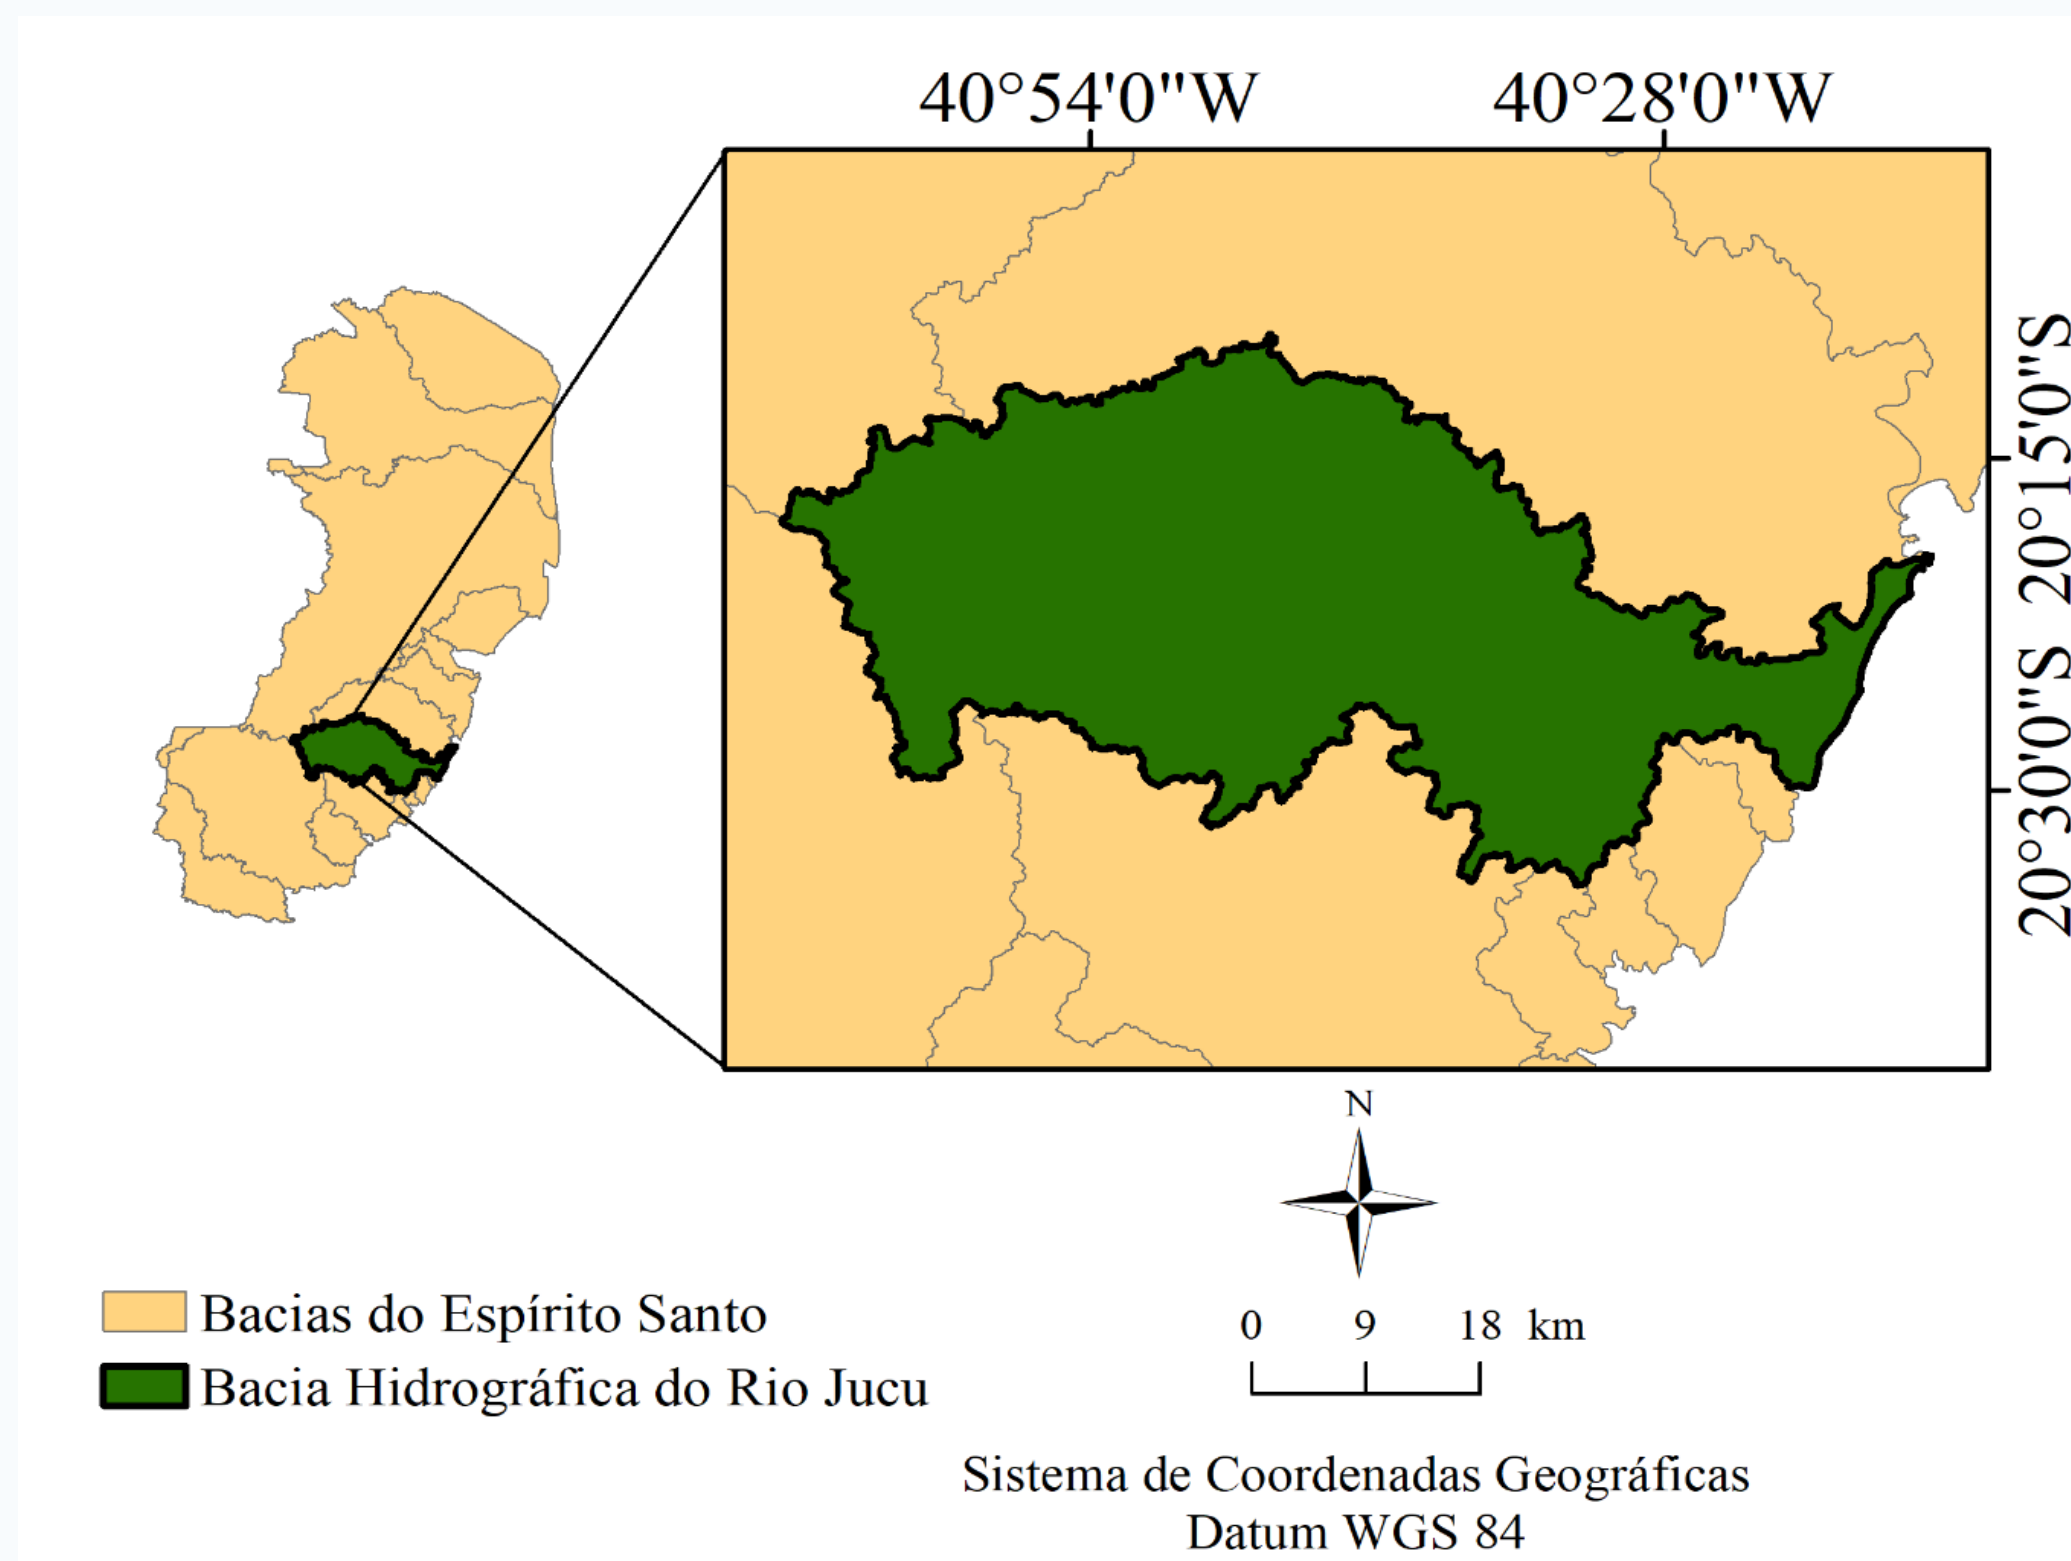 40°54'0"W
40°28'0"W
20°15'0"S
20°30'0"S
N
0 9 18 km
Bacias do Espírito Santo
Bacia Hidrográfica do Rio Jucu
Sistema de Coordenadas Geográficas
Datum WGS 84